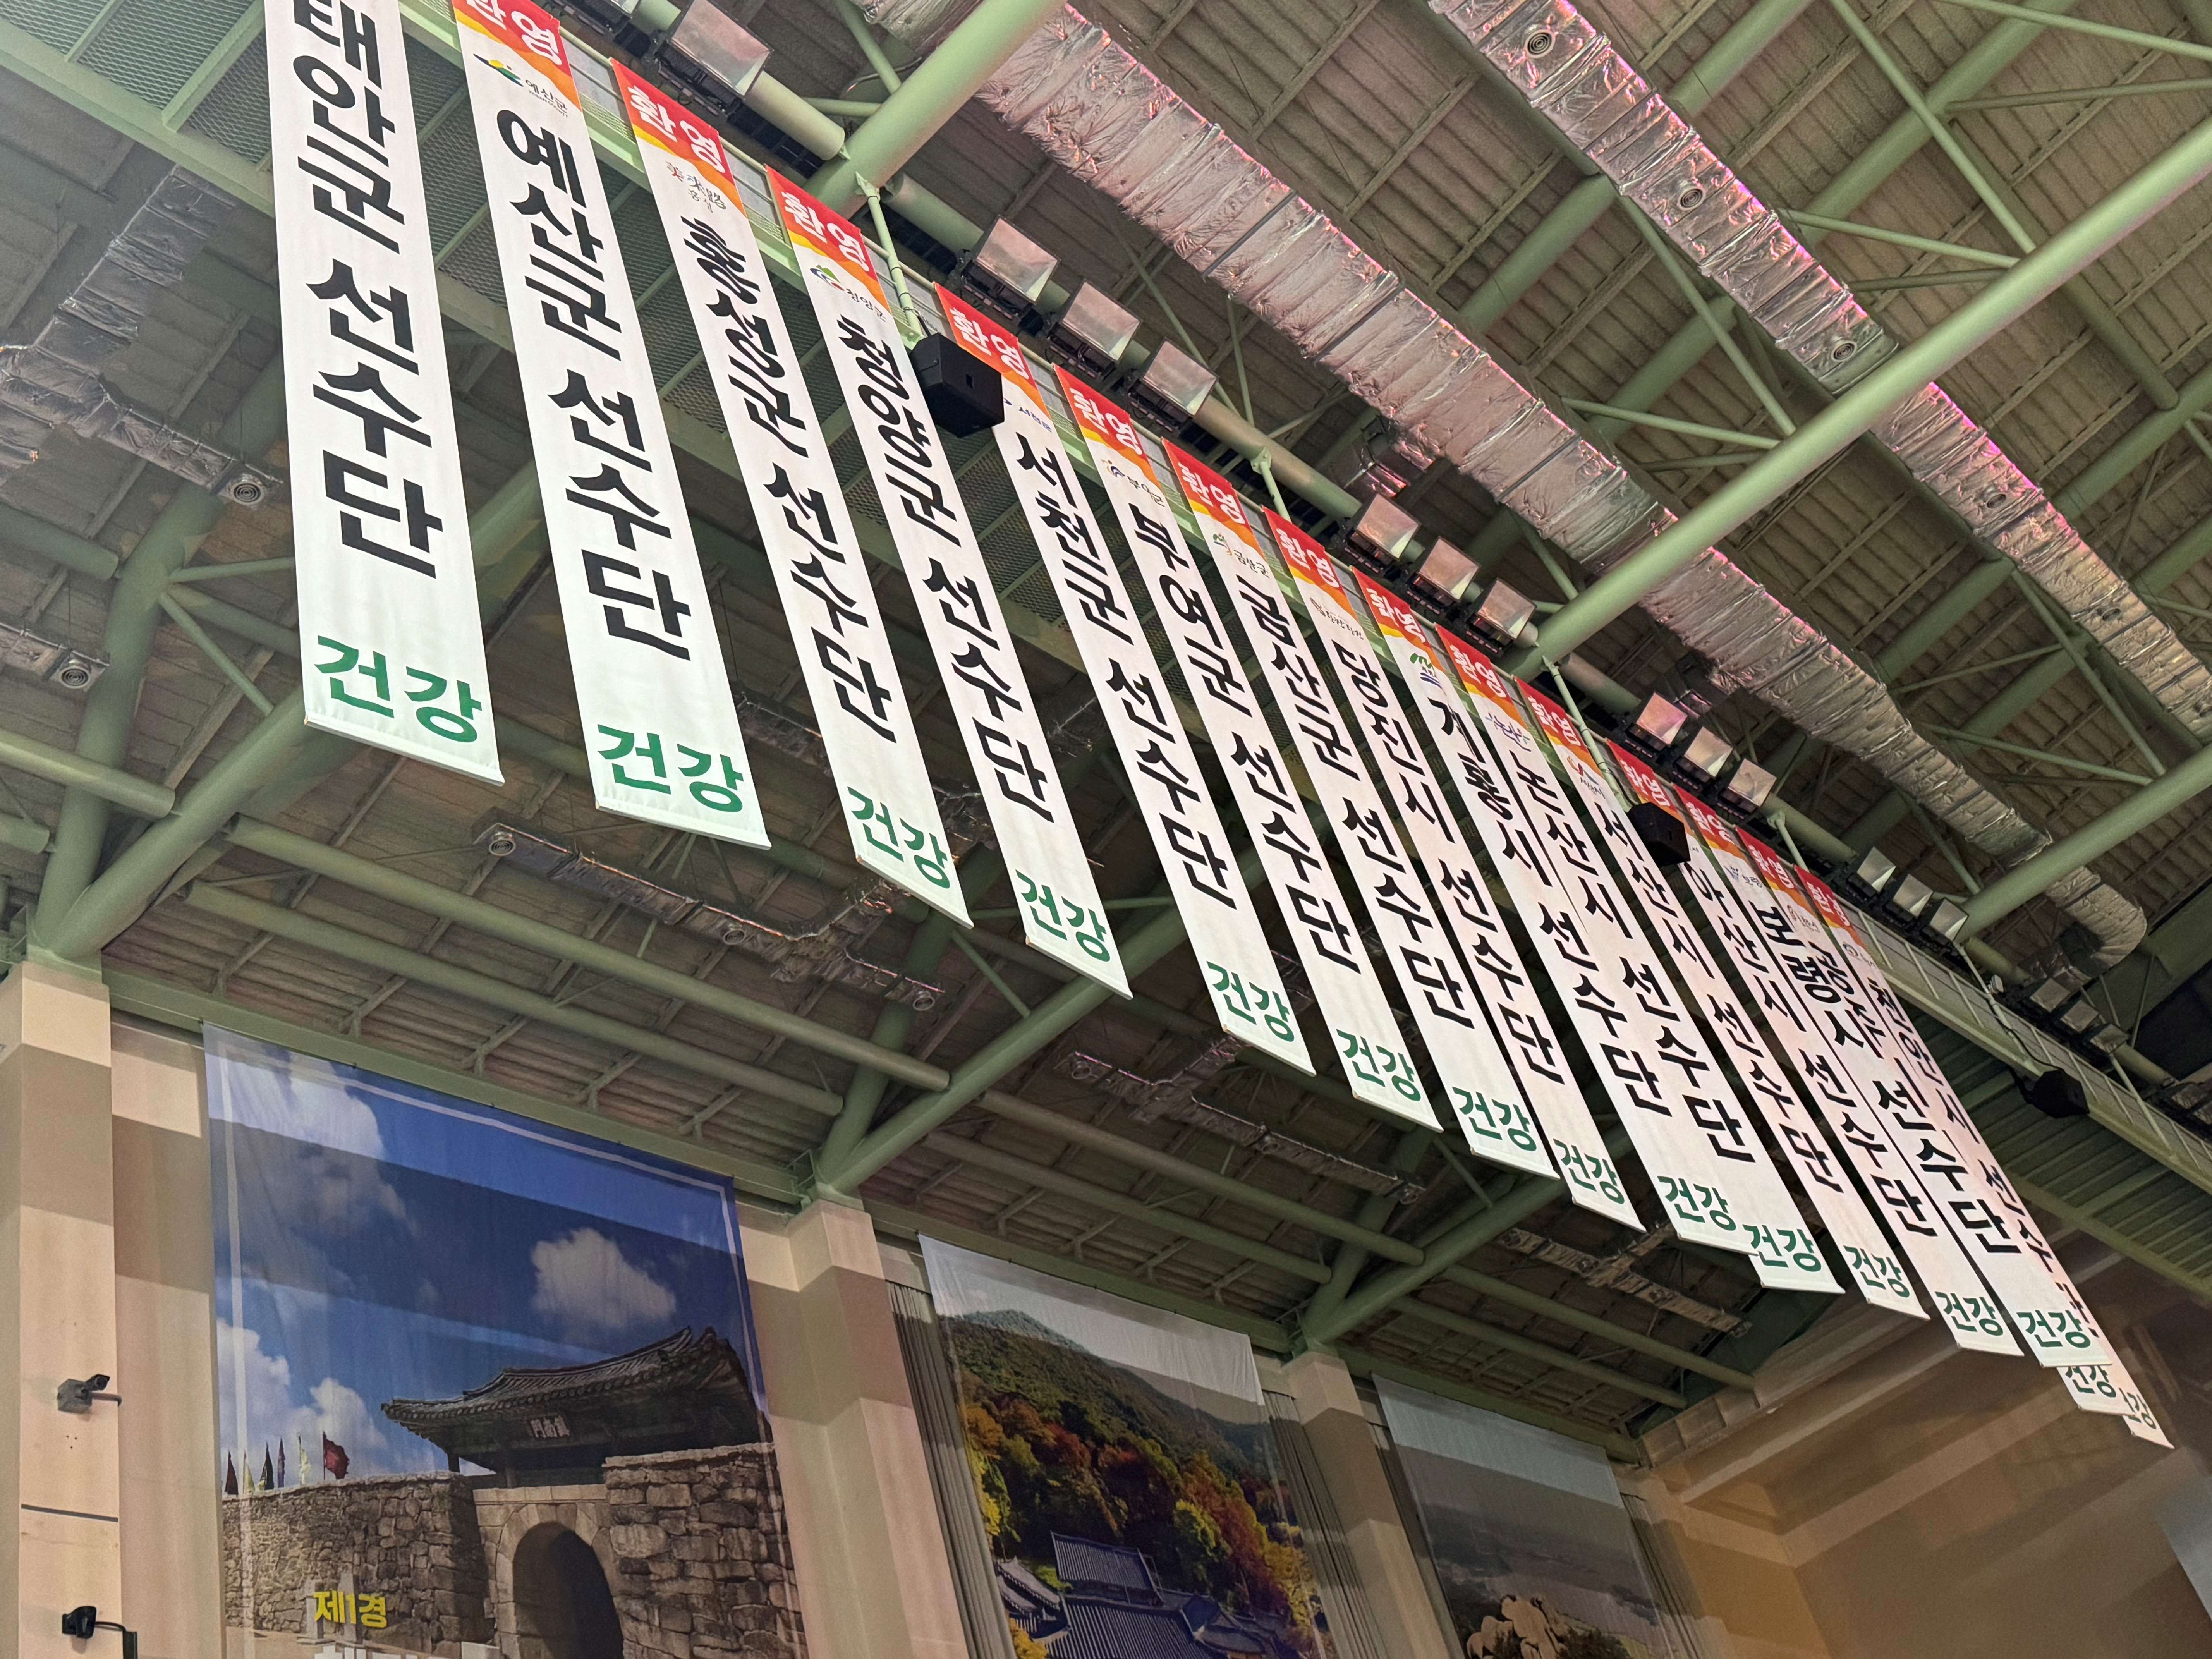 태안군 선수단
건강
환영
예산군
예산군 선수단
건강
환영
홍성군 선수단
건강
환영
청양군
청양군 선수단
건강
환영
서천군 선수단
건강
환영
부여군
부여군 선수단
건강
환영
금산군
금산군 선수단
건강
환영
당진시 선수단
건강
환영
계룡시 선수단
건강
환영
논산시 선수단
건강
환영
서산시
서산시 선수단
건강
환영
아산시 선수단
건강
환영
보령시 선수단
건강
환영
공주시 선수단
건강
환영
천안시 선수
건강
제1경